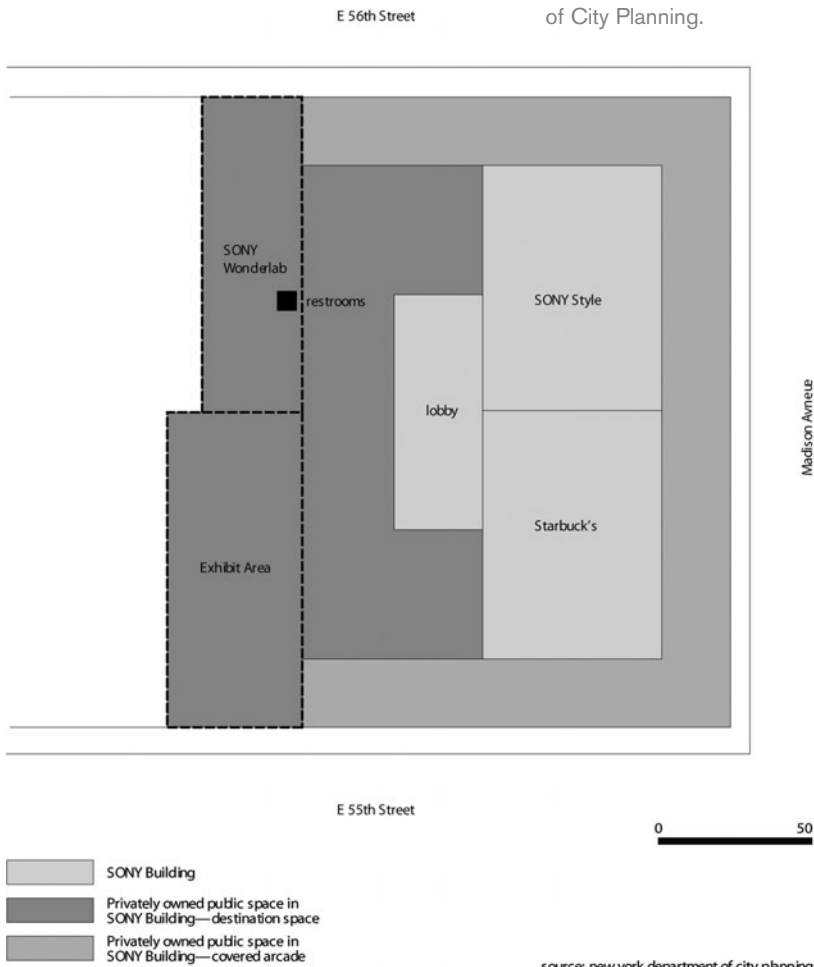 E 56th Street
of City Planning.
SONY
Wonderlab
restrooms
SONY Style
lobby
Madison Avneue
Starbuck's
Exhibit Area
E 55th Street
0 50
SONY Building
Privately owned public space in
SONY Building—destination space
Privately owned public space in
SONY Building—covered arcade
source: new york department of city planning